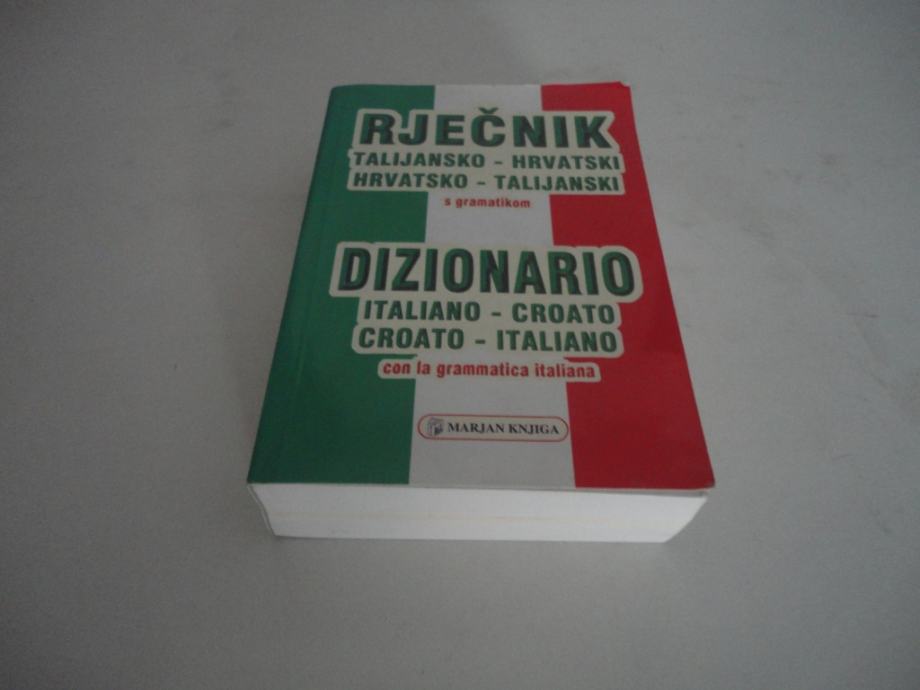 RJEČNIK
TALIJANSKO - HRVATSKI
HRVATSKO - TALIJANSKI
s gramatikom
DIZIONARIO
ITALIANO - CROATO
CROATO - ITALIANO
con la grammatica italiana
MARJAN KNJIGA